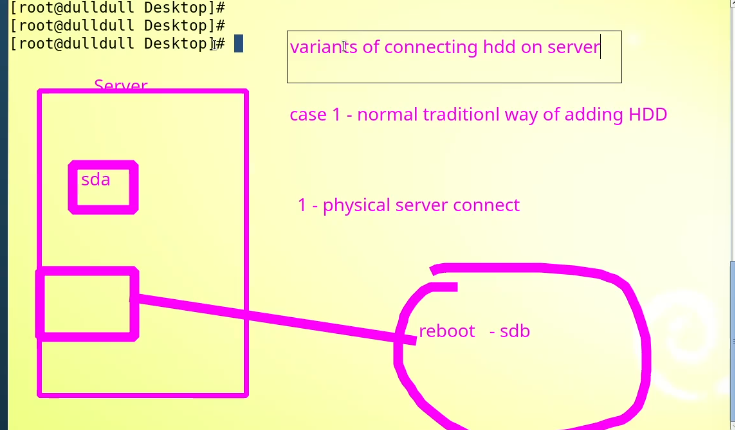 [root@dulldull Desktop]#
[root@dulldull Desktop]#
[root@dulldull Desktop]#
variants of connecting hdd on server
Server
case 1 - normal traditionl way of adding HDD
sda
1 - physical server connect
reboot - sdb